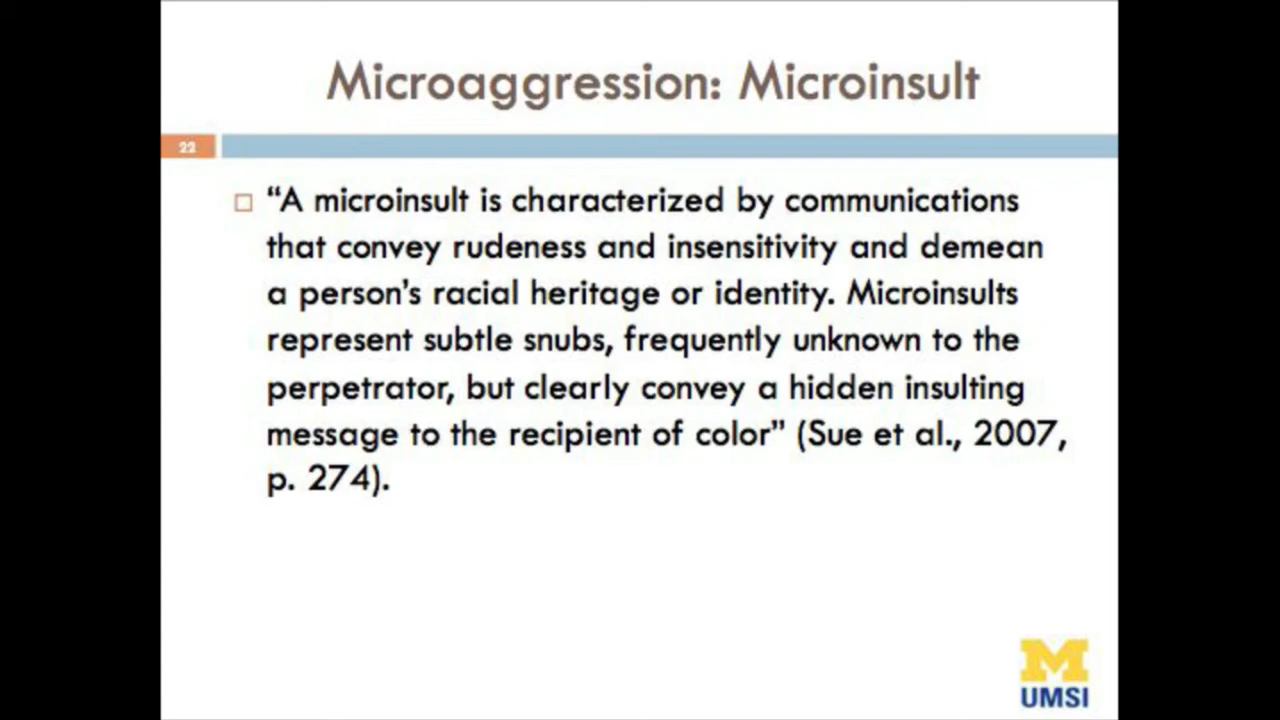 Microaggression: Microinsult
22
“A microinsult is characterized by communications
that convey rudeness and insensitivity and demean
a person’s racial heritage or identity. Microinsults
represent subtle snubs, frequently unknown to the
perpetrator, but clearly convey a hidden insulting
message to the recipient of color” (Sue et al., 2007,
p. 274).
M
UMSI